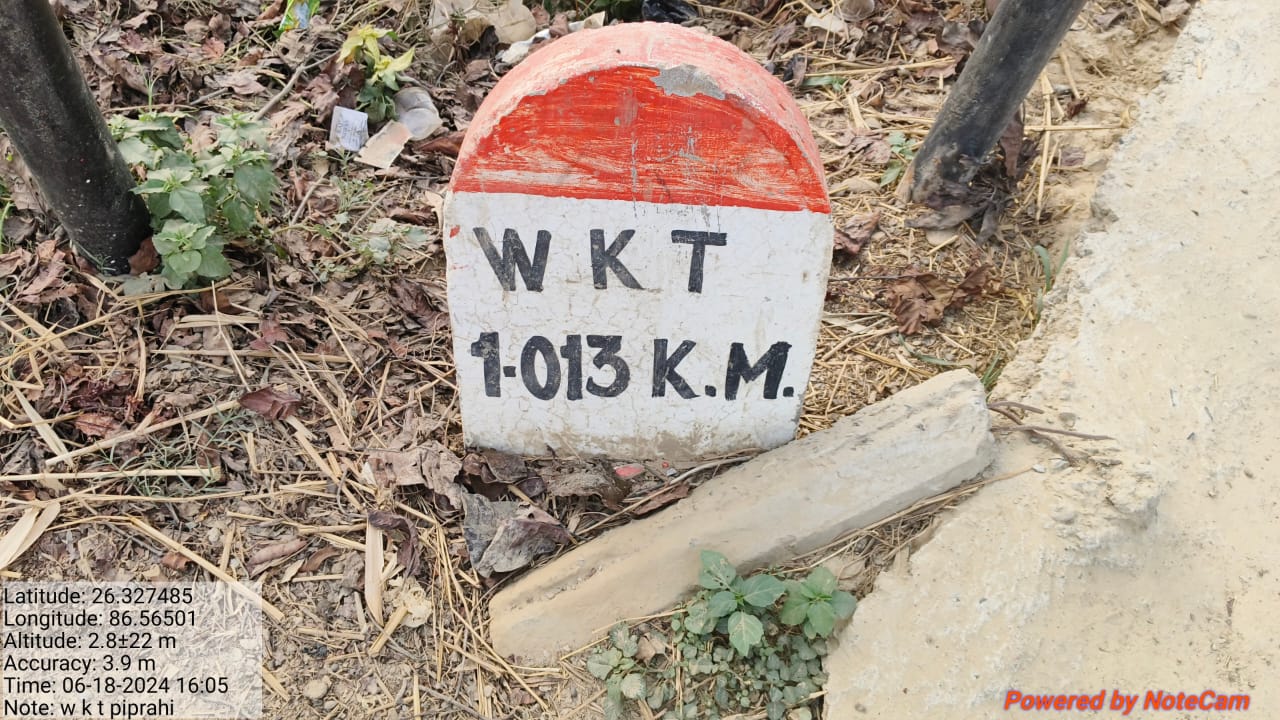 W K T
1.013 K.M.
Latitude: 26.327485
Longitude: 86.56501
Altitude: 2.8±22 m
Accuracy: 3.9 m
Time: 06-18-2024 16:05
Note: w k t piprahi
Powered by NoteCam